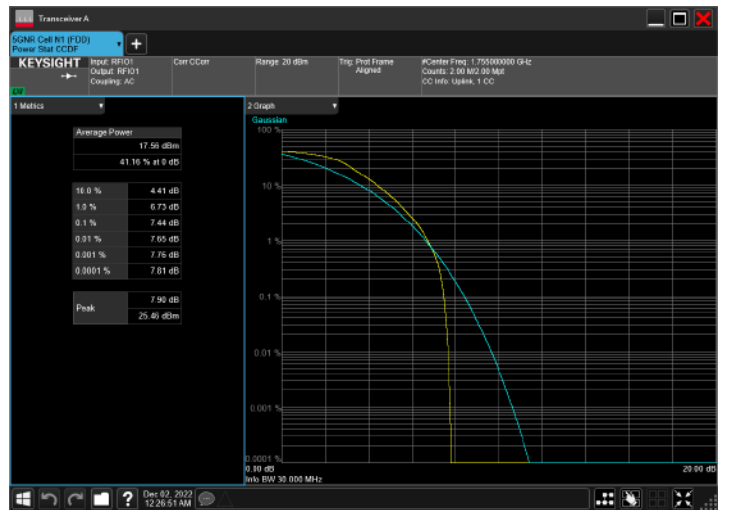 Transceiver A
5GNR Cell N1 (FDD)
Power Stat CCDF
KEYSIGHT
Input: RFIO1
Output: RFIO1
Coupling: AC
Corr CCorr
Range: 20 dBm
Trig: Prot Frame
Aligned
#Center Freq: 1.755000000 GHz
Counts: 2.00 M/2.00 Mpt
CC Info: Uplink, 1 CC
1 Metrics
Average Power
17.56 dBm
41.16 % at 0 dB
10.0 % 4.41 dB
1.0 % 6.73 dB
0.1 % 7.44 dB
0.01 % 7.65 dB
0.001 % 7.76 dB
0.0001 % 7.81 dB
Peak
7.90 dB
25.46 dBm
2 Graph
Gaussian
100 %
10 %
1 %
0.1 %
0.01 %
0.001 %
0.0001 %
0.00 dB
20.00 dB
Info BW 30.000 MHz
?
Dec 02, 2022
12:26:51 AM